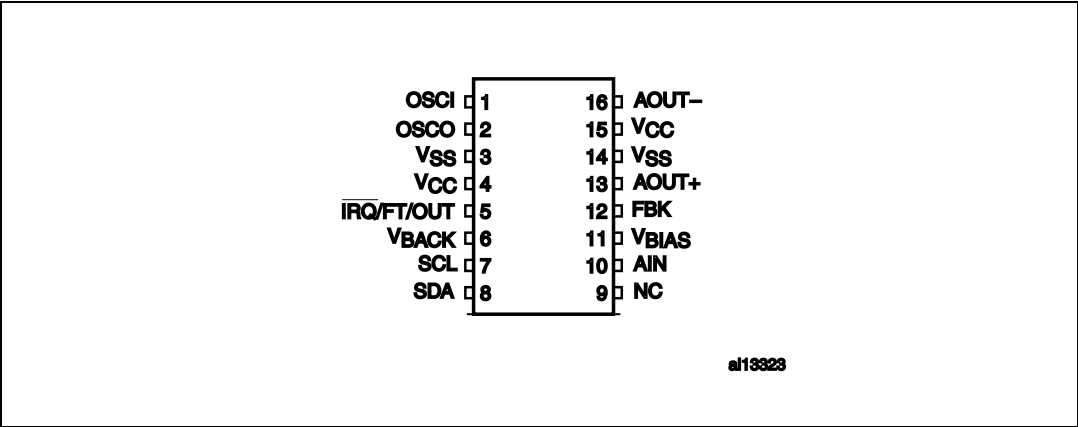 OSCI 1 16 AOUT–
OSCO 2 15 VCC
VSS 3 14 VSS
VCC 4 13 AOUT+
IRQ/FT/OUT 5 12 FBK
VBACK 6 11 VBIAS
SCL 7 10 AIN
SDA 8 9 NC
ai13323